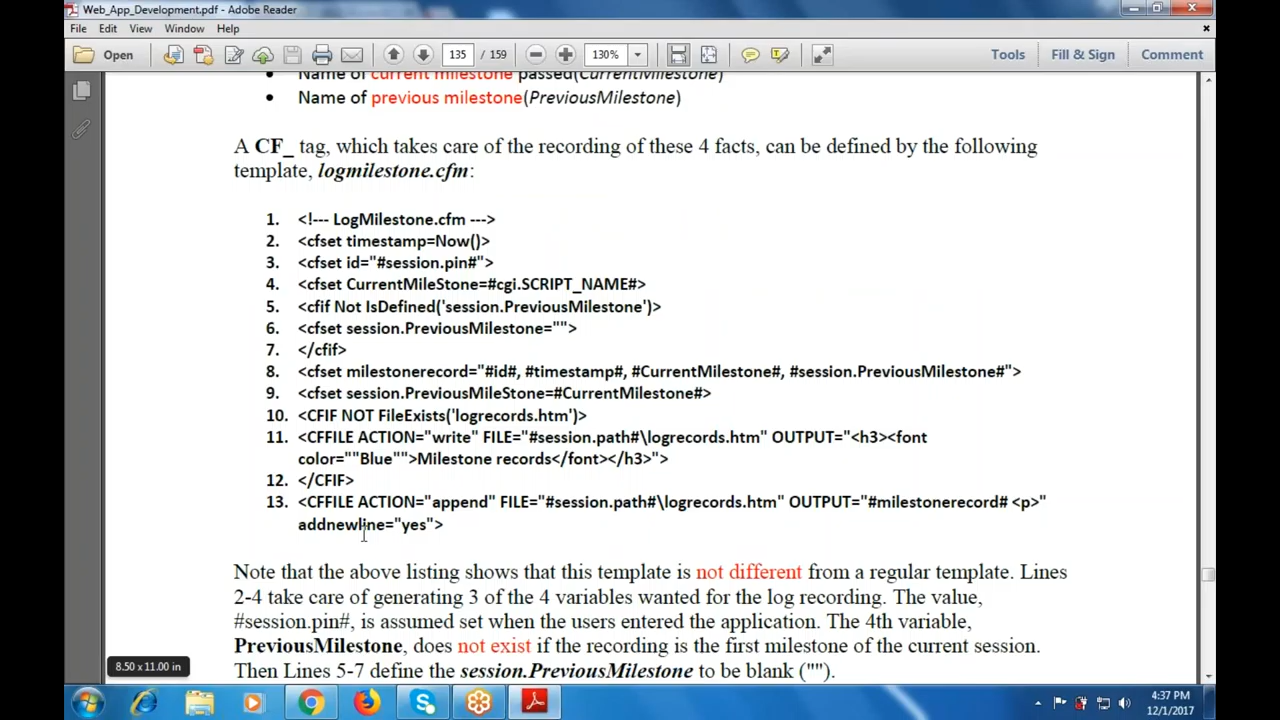 Web_App_Development.pdf - Adobe Reader
File Edit View Window Help
Open 135 / 159 130% Tools Fill & Sign Comment
• Name of current milestone passed(CurrentMilestone)
• Name of previous milestone(PreviousMilestone)
A CF_ tag, which takes care of the recording of these 4 facts, can be defined by the following
template, logmilestone.cfm:
1. <!--- LogMilestone.cfm --->
2. <cfset timestamp=Now()>
3. <cfset id="#session.pin#">
4. <cfset CurrentMileStone=#cgi.SCRIPT_NAME#>
5. <cfif Not IsDefined('session.PreviousMilestone')>
6. <cfset session.PreviousMilestone="">
7. </cfif>
8. <cfset milestonerecord="#id#, #timestamp#, #CurrentMilestone#, #session.PreviousMilestone#">
9. <cfset session.PreviousMileStone=#CurrentMilestone#>
10. <CFIF NOT FileExists('logrecords.htm')>
11. <CFFILE ACTION="write" FILE="#session.path#\logrecords.htm" OUTPUT="<h3><font
color=""Blue"">Milestone records</font></h3>">
12. </CFIF>
13. <CFFILE ACTION="append" FILE="#session.path#\logrecords.htm" OUTPUT="#milestonerecord# <p>"
addnewline="yes">
Note that the above listing shows that this template is not different from a regular template. Lines
2-4 take care of generating 3 of the 4 variables wanted for the log recording. The value,
#session.pin#, is assumed set when the users entered the application. The 4th variable,
PreviousMilestone, does not exist if the recording is the first milestone of the current session.
Then Lines 5-7 define the session.PreviousMilestone to be blank ("").
8.50 x 11.00 in
4:37 PM
12/1/2017